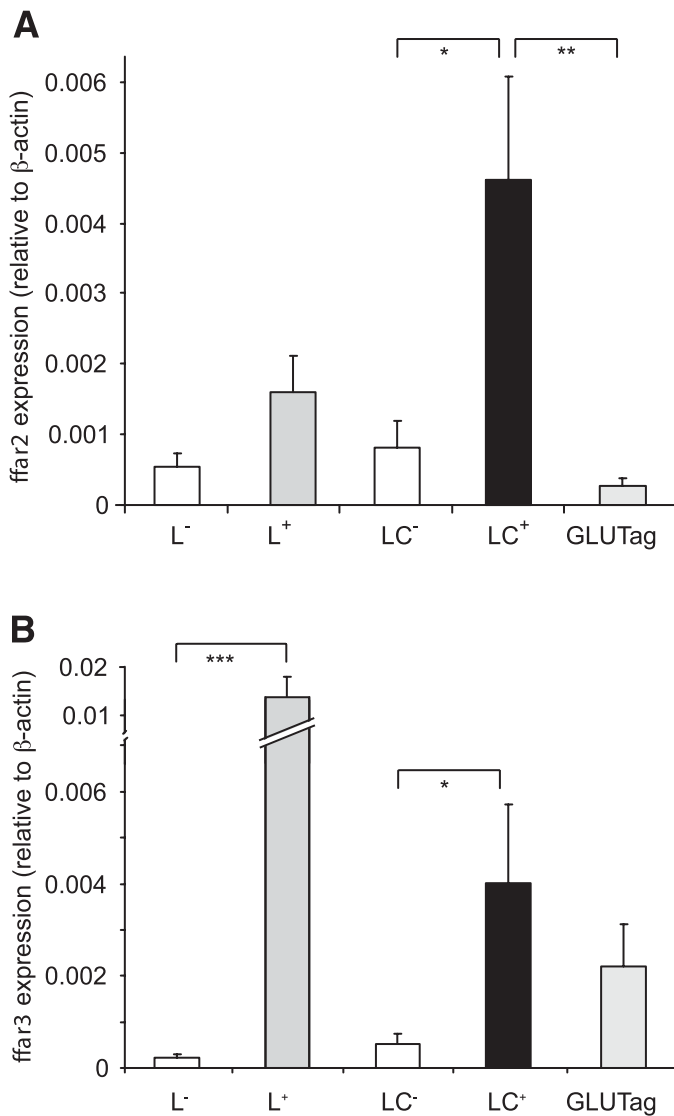 A
ffar2 expression (relative to β-actin)
* **
0.006
0.005
0.004
0.003
0.002
0.001
0
L⁻ L⁺ LC⁻ LC⁺ GLUTag
B
ffar3 expression (relative to β-actin)
***
0.02
0.01
*
0.006
0.004
0.002
0
L⁻ L⁺ LC⁻ LC⁺ GLUTag